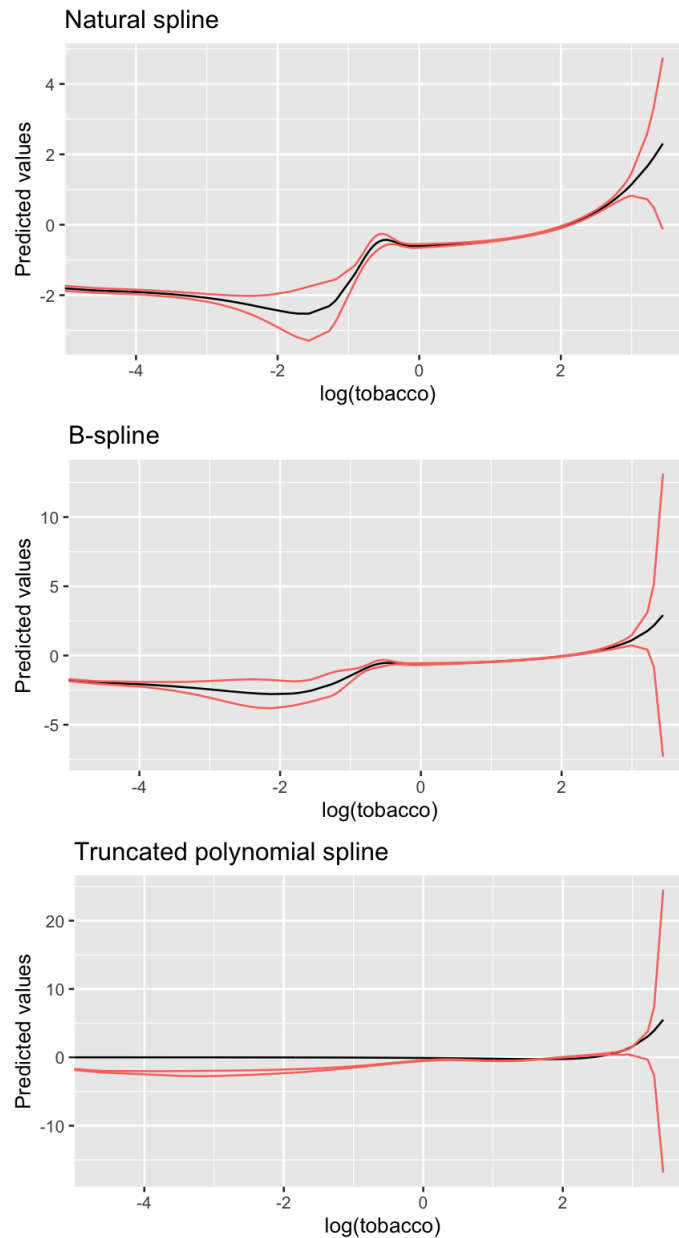 Natural spline
4
2
0
-2
Predicted values
-4
-2
0
2
log(tobacco)
B-spline
10
5
0
-5
Predicted values
-4
-2
0
2
log(tobacco)
Truncated polynomial spline
20
10
0
-10
Predicted values
-4
-2
0
2
log(tobacco)